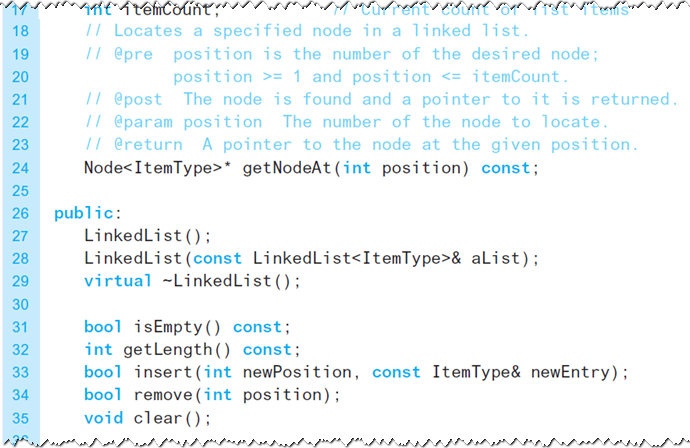 17 int itemCount; // Current count of list items
18 // Locates a specified node in a linked list.
19 // @pre position is the number of the desired node;
20 position >= 1 and position <= itemCount.
21 // @post The node is found and a pointer to it is returned.
22 // @param position The number of the node to locate.
23 // @return A pointer to the node at the given position.
24 Node<ItemType>* getNodeAt(int position) const;
25
26 public:
27 LinkedList();
28 LinkedList(const LinkedList<ItemType>& aList);
29 virtual ~LinkedList();
30
31 bool isEmpty() const;
32 int getLength() const;
33 bool insert(int newPosition, const ItemType& newEntry);
34 bool remove(int position);
35 void clear();